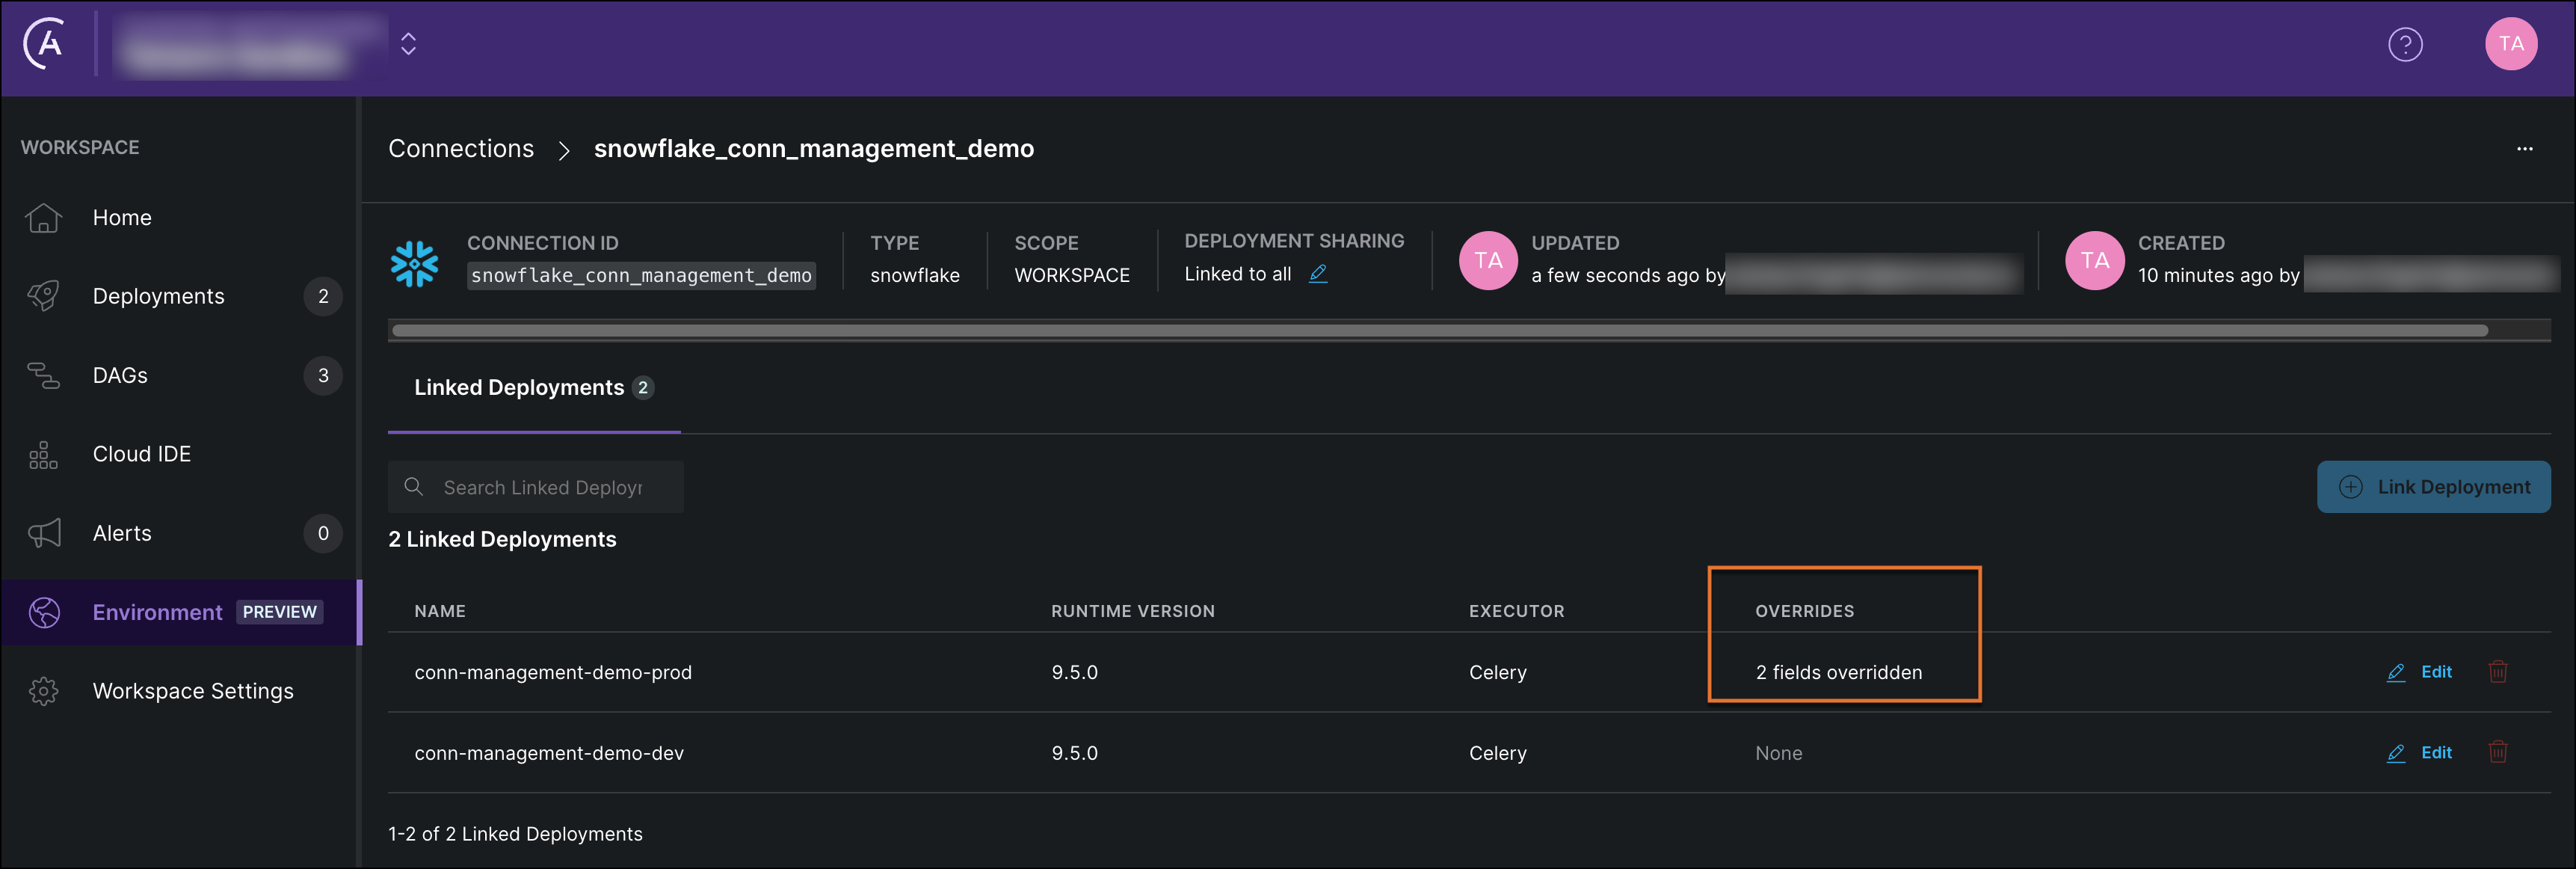 TA
WORKSPACE
Home
Deployments 2
DAGs 3
Cloud IDE
Alerts 0
Environment PREVIEW
Workspace Settings
Connections > snowflake_conn_management_demo
...
CONNECTION ID
snowflake_conn_management_demo
TYPE
snowflake
SCOPE
WORKSPACE
DEPLOYMENT SHARING
Linked to all
TA
UPDATED
a few seconds ago by
TA
CREATED
10 minutes ago by
Linked Deployments 2
Search Linked Deployr
Link Deployment
2 Linked Deployments
NAME RUNTIME VERSION EXECUTOR OVERRIDES
conn-management-demo-prod 9.5.0 Celery 2 fields overridden Edit
conn-management-demo-dev 9.5.0 Celery None Edit
1-2 of 2 Linked Deployments